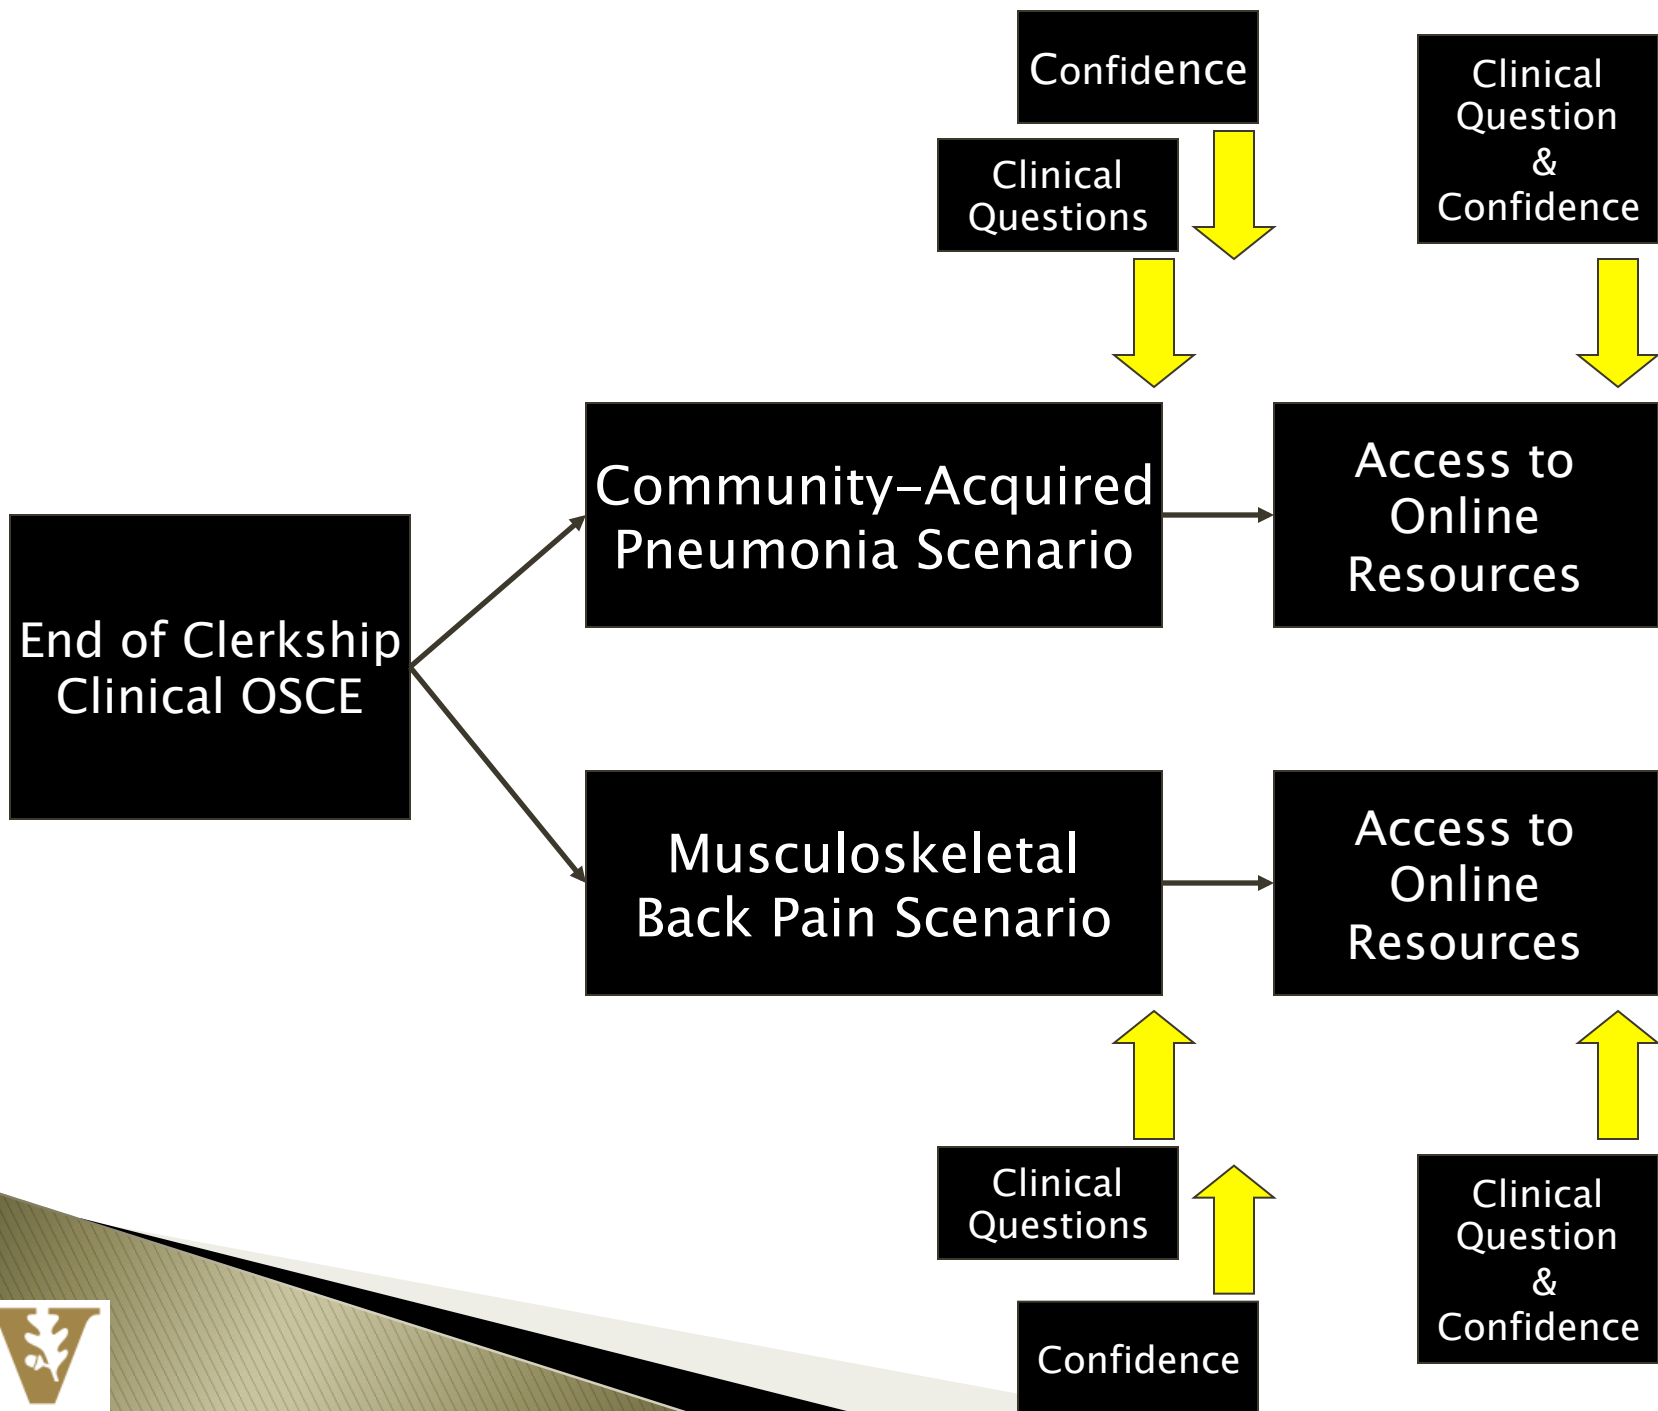 Confidence
Clinical
Questions
Clinical
Question
&
Confidence
Community-Acquired
Pneumonia Scenario
Access to
Online
Resources
End of Clerkship
Clinical OSCE
Musculoskeletal
Back Pain Scenario
Access to
Online
Resources
Clinical
Questions
Clinical
Question
&
Confidence
Confidence
V